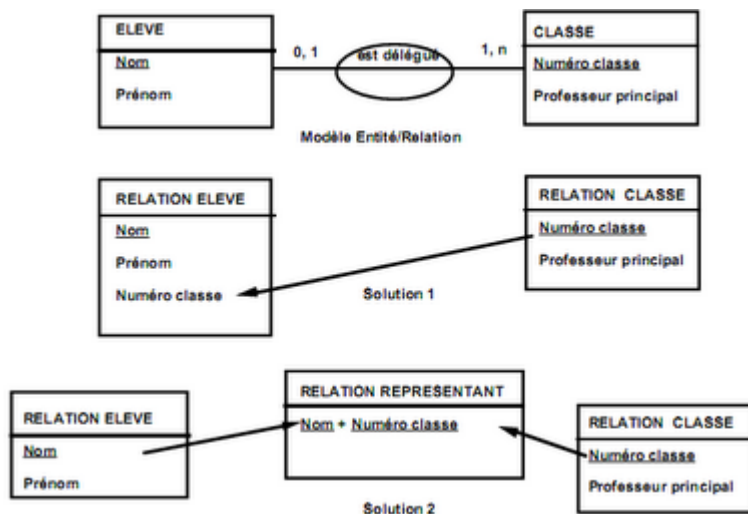 ELEVE
Nom
Prénom
0, 1
est délégué
1, n
CLASSE
Numéro classe
Professeur principal
Modèle Entité/Relation
RELATION ELEVE
Nom
Prénom
Numéro classe
RELATION CLASSE
Numéro classe
Professeur principal
Solution 1
RELATION ELEVE
Nom
Prénom
RELATION REPRESENTANT
Nom + Numéro classe
RELATION CLASSE
Numéro classe
Professeur principal
Solution 2